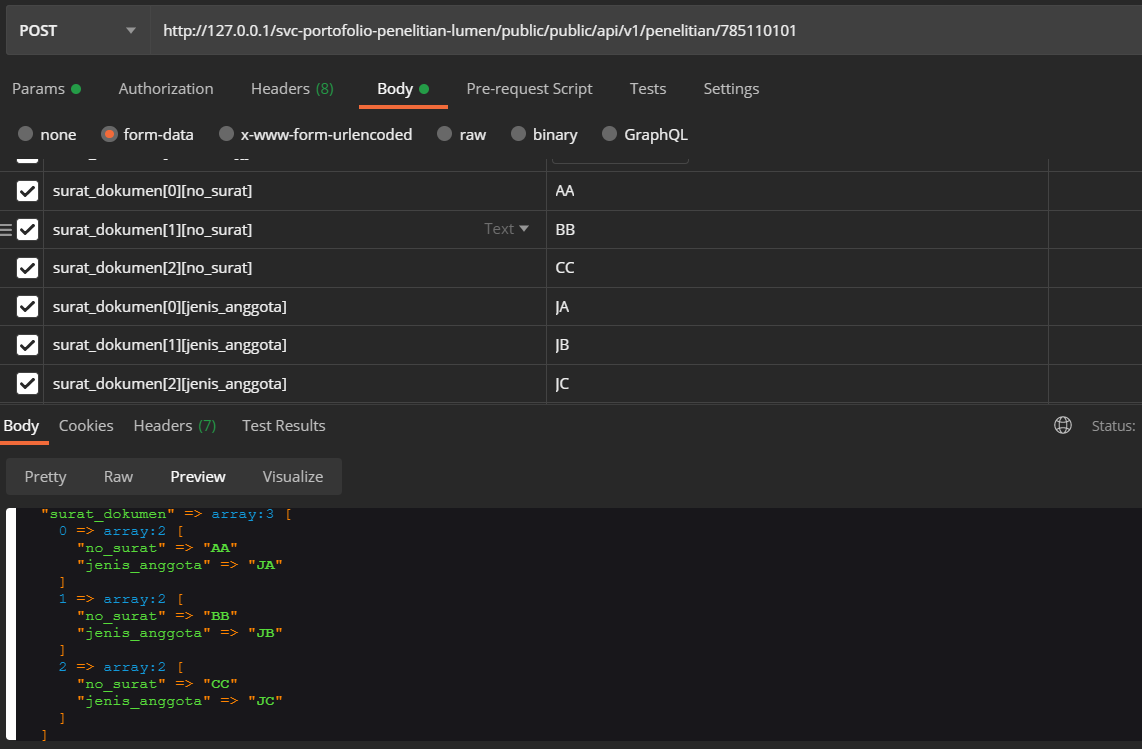 POST http://127.0.0.1/svc-portofolio-penelitian-lumen/public/public/api/v1/penelitian/785110101
Params Authorization Headers (8) Body Pre-request Script Tests Settings
none form-data x-www-form-urlencoded raw binary GraphQL
surat_dokumen[0][no_surat] AA
surat_dokumen[1][no_surat] Text BB
surat_dokumen[2][no_surat] CC
surat_dokumen[0][jenis_anggota] JA
surat_dokumen[1][jenis_anggota] JB
surat_dokumen[2][jenis_anggota] JC
Body Cookies Headers (7) Test Results Status:
Pretty Raw Preview Visualize
"surat_dokumen" => array:3 [
0 => array:2 [
"no_surat" => "AA"
"jenis_anggota" => "JA"
]
1 => array:2 [
"no_surat" => "BB"
"jenis_anggota" => "JB"
]
2 => array:2 [
"no_surat" => "CC"
"jenis_anggota" => "JC"
]
]